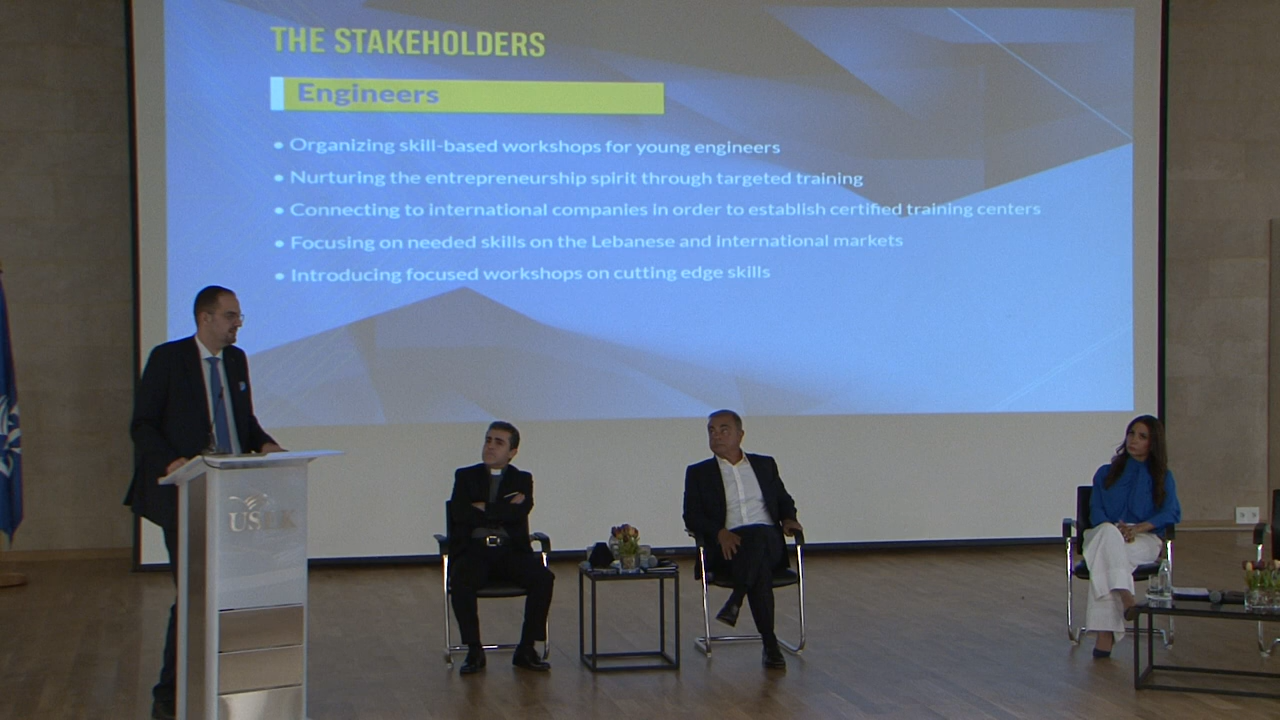 THE STAKEHOLDERS
Engineers
• Organizing skill-based workshops for young engineers
• Nurturing the entrepreneurship spirit through targeted training
• Connecting to international companies in order to establish certified training centers
• Focusing on needed skills on the Lebanese and international markets
• Introducing focused workshops on cutting edge skills
USEK